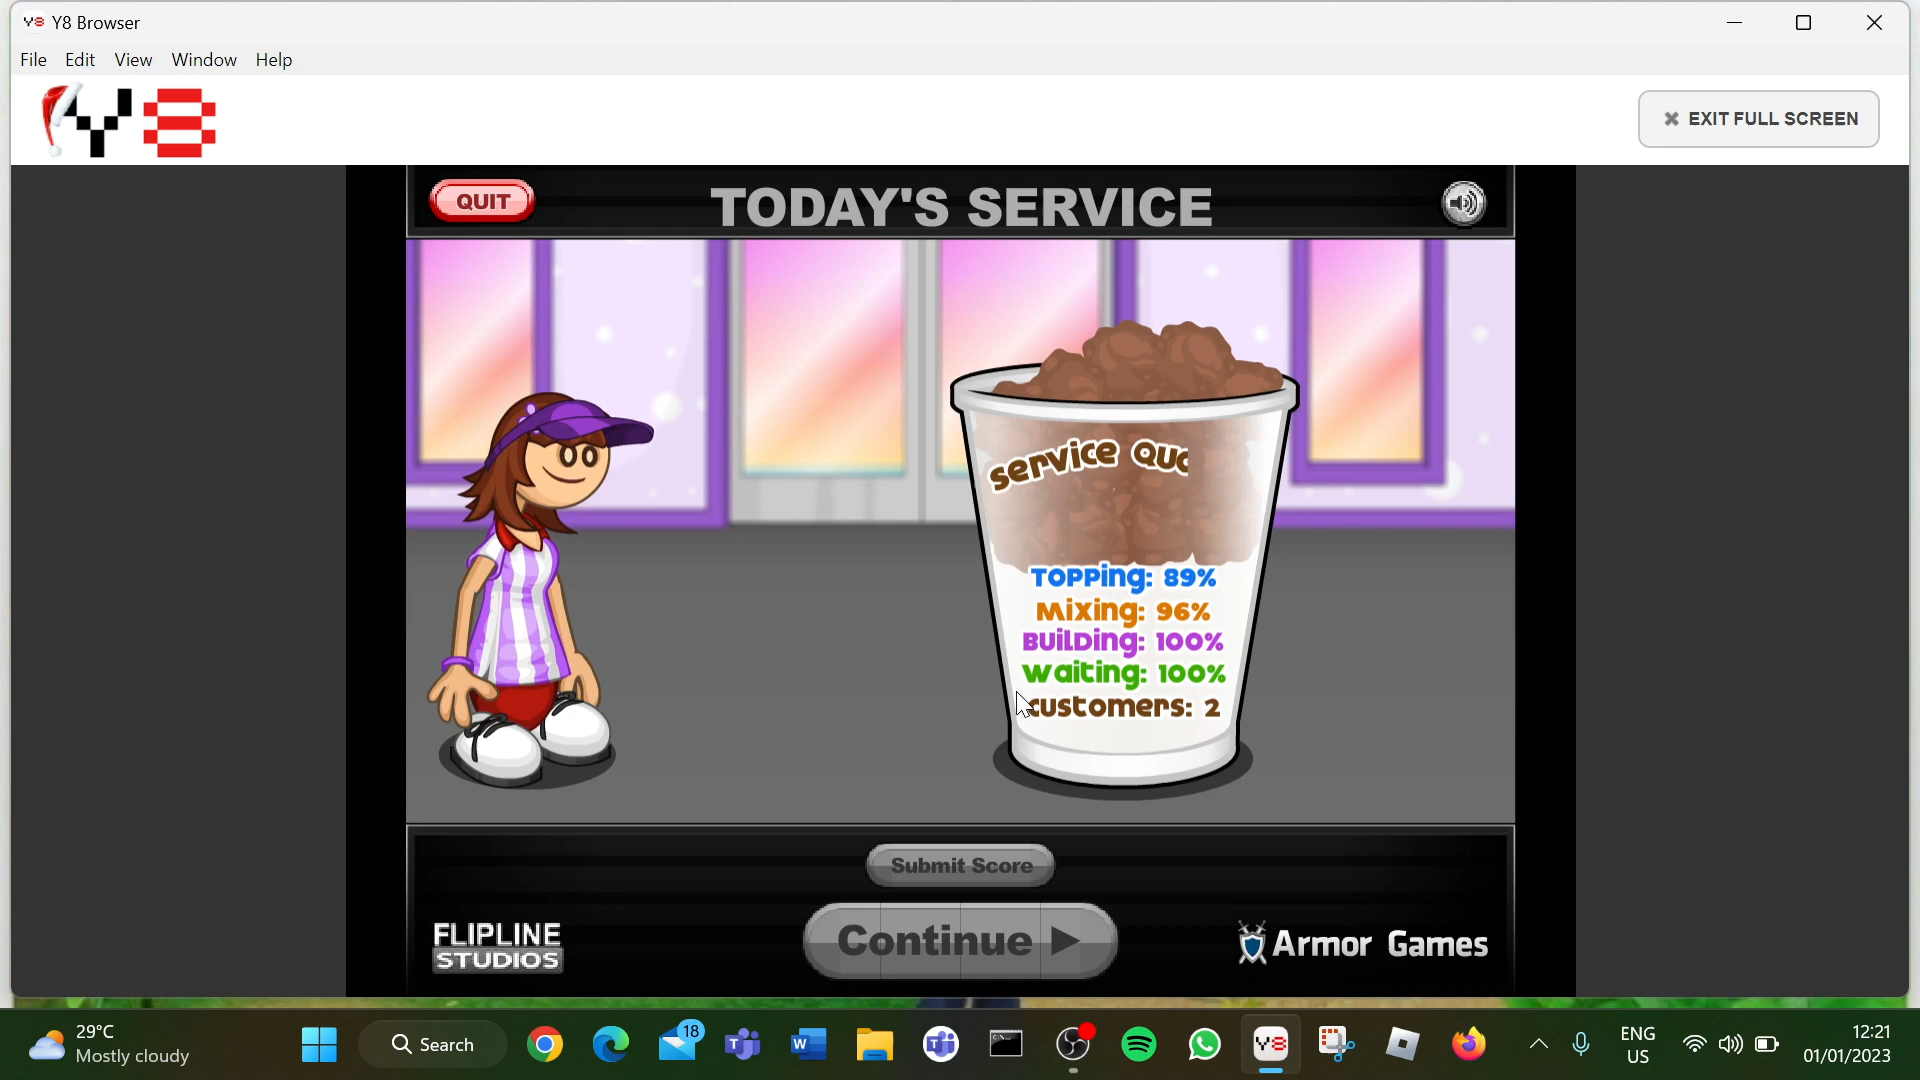 Y8 Y8 Browser
File Edit View Window Help
Y8
EXIT FULL SCREEN
QUIT
TODAY'S SERVICE
service Qu
Topping: 89%
Mixing: 96%
Building: 100%
Waiting: 100%
customers: 2
Submit Score
Continue
FLIPLINE
STUDIOS
Armor Games
29°C
Mostly cloudy
Search
18
ENG
US
12:21
01/01/2023